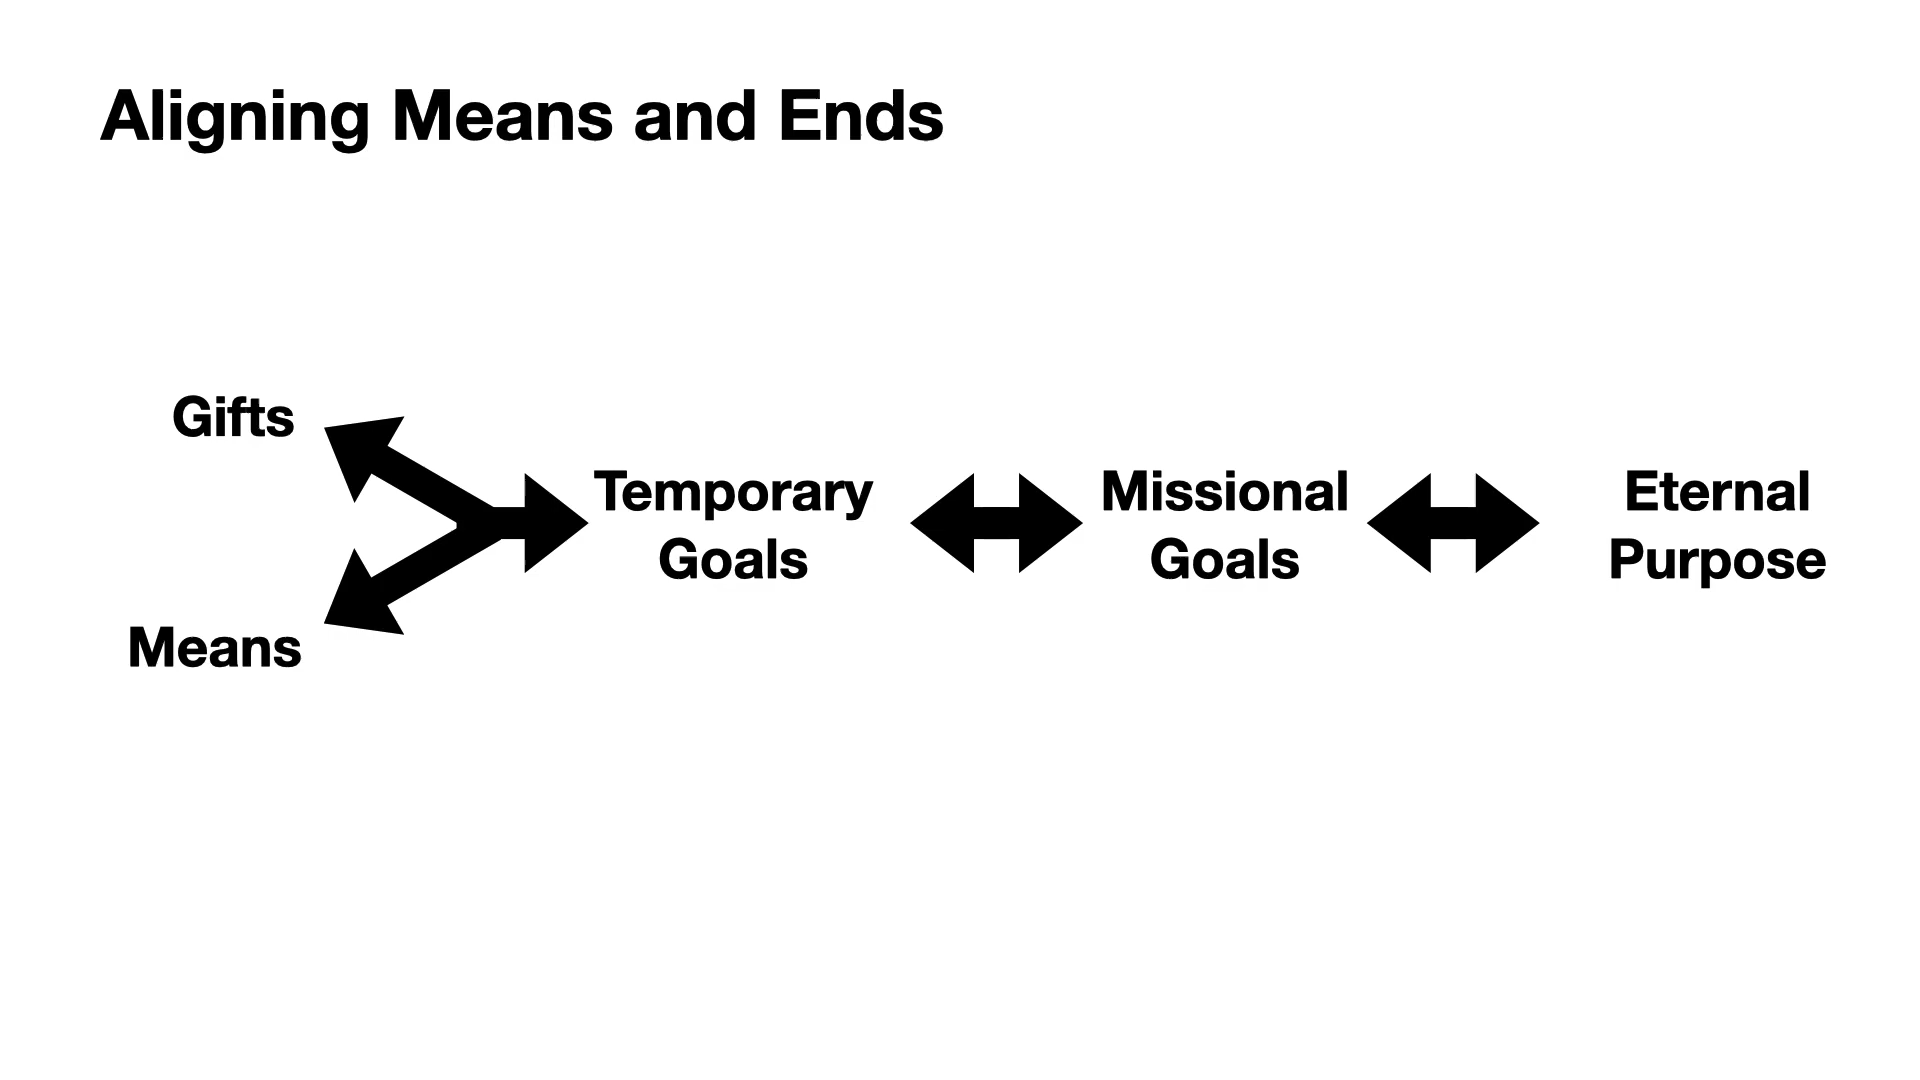 Aligning Means and Ends
Gifts
Means
Temporary
Goals
Missional
Goals
Eternal
Purpose